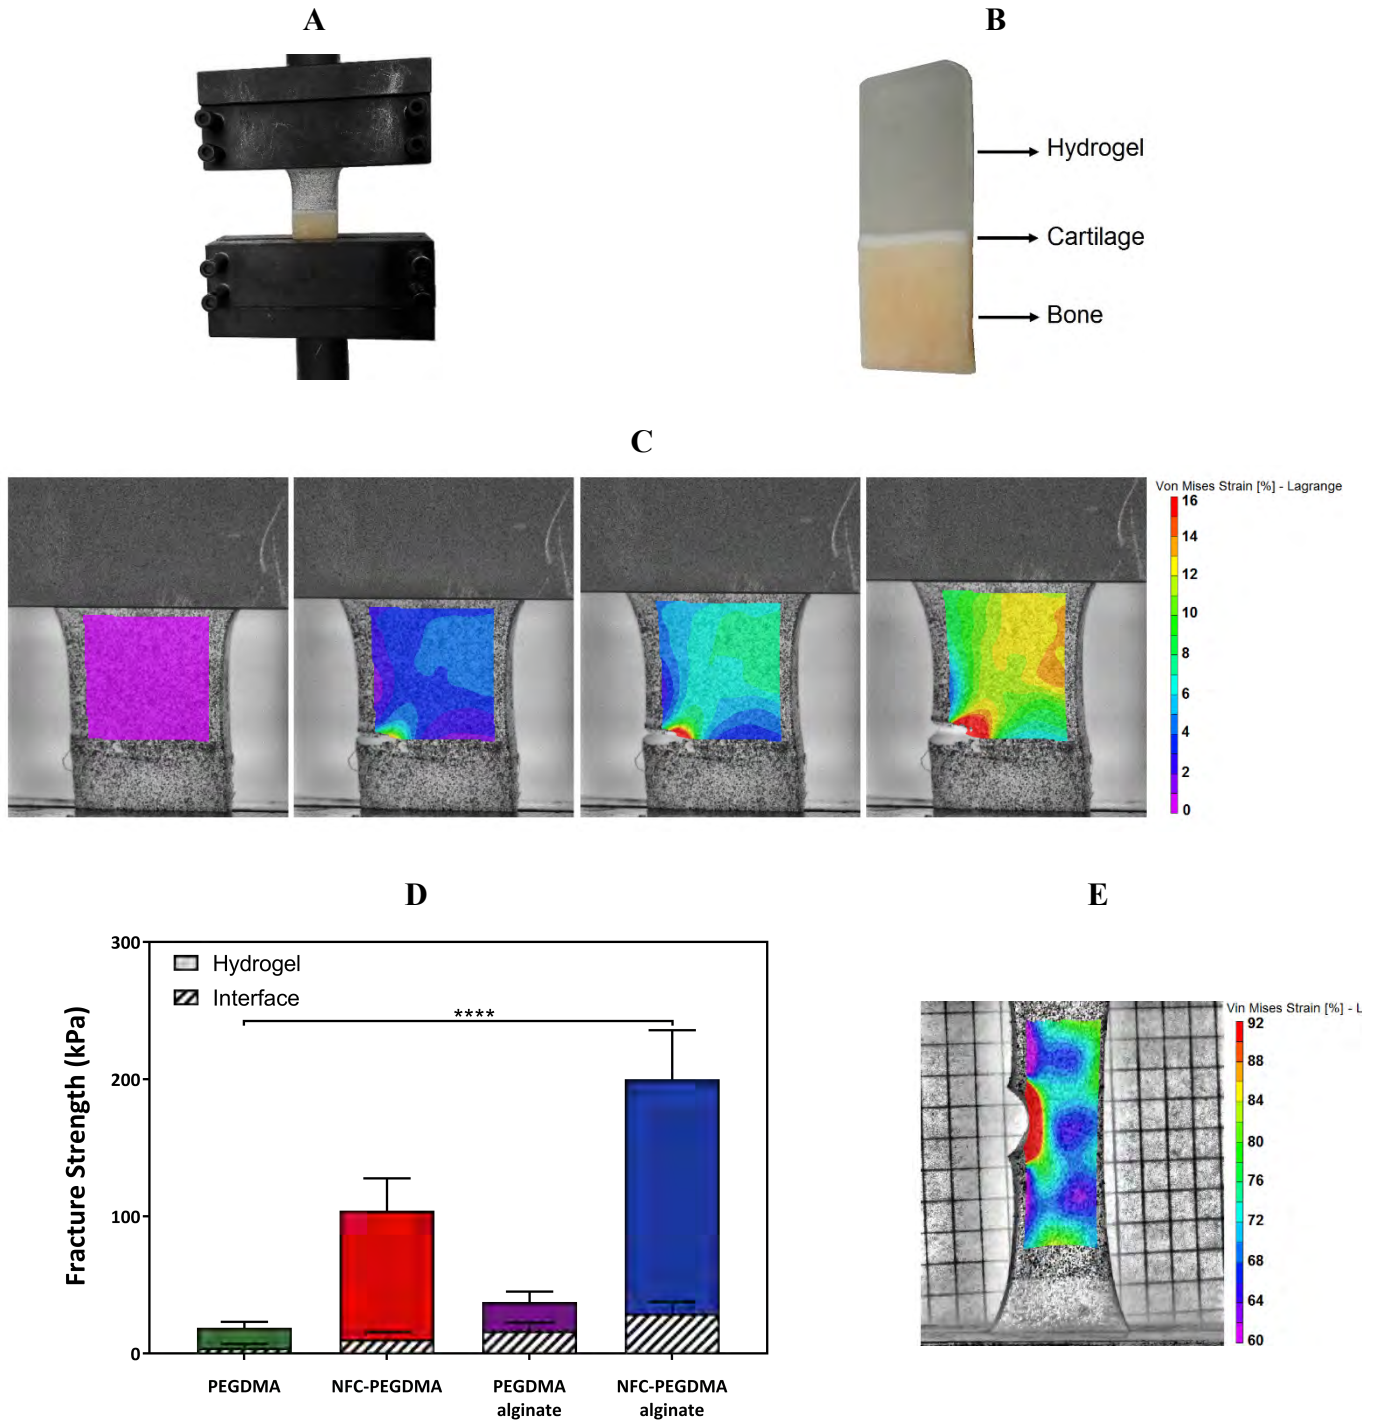 A
B
Hydrogel
Cartilage
Bone
C
Von Mises Strain [%] - Lagrange
16
14
12
10
8
6
4
2
0
D
E
300
200
100
0
Fracture Strength (kPa)
Hydrogel
Interface
****
PEGDMA
NFC-PEGDMA
PEGDMA
alginate
NFC-PEGDMA
alginate
Vin Mises Strain [%] - L
92
88
84
80
76
72
68
64
60